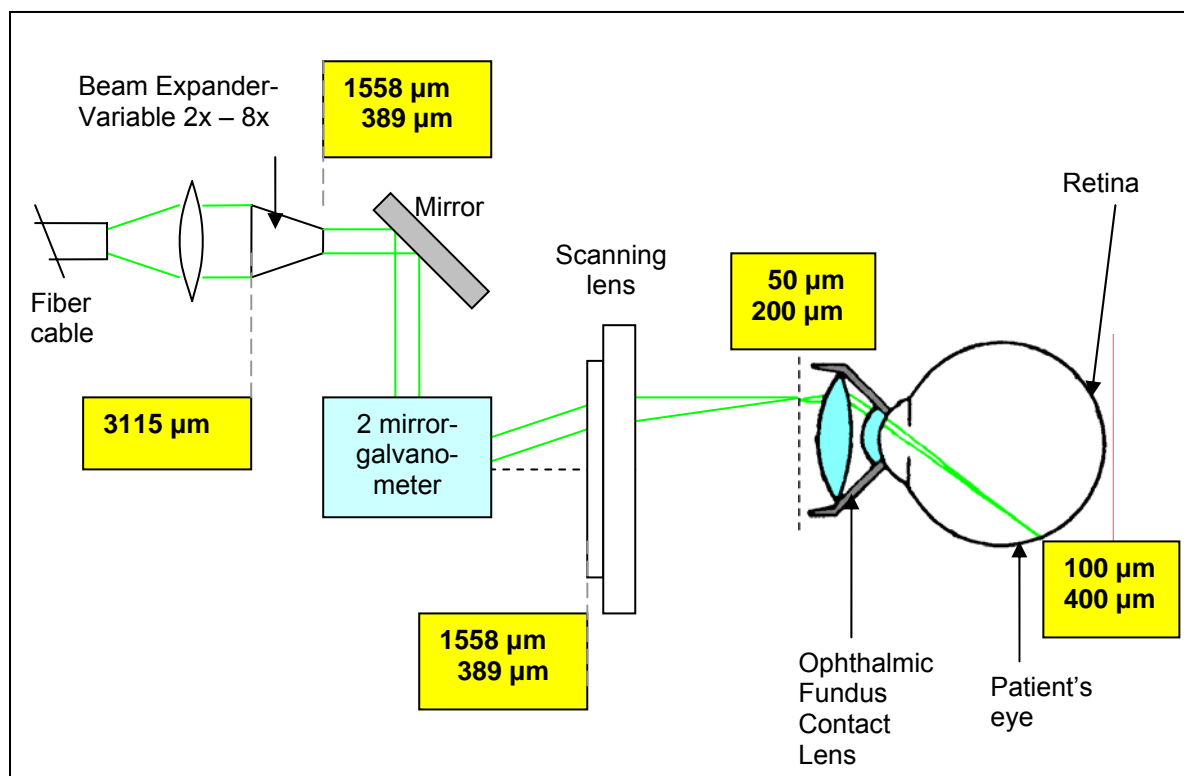 Beam Expander-
Variable 2x – 8x
1558 µm
389 µm
Mirror
Retina
Scanning
lens
50 µm
200 µm
Fiber
cable
3115 µm
2 mirror-
galvano-
meter
100 µm
400 µm
1558 µm
389 µm
Ophthalmic
Fundus
Contact
Lens
Patient’s
eye